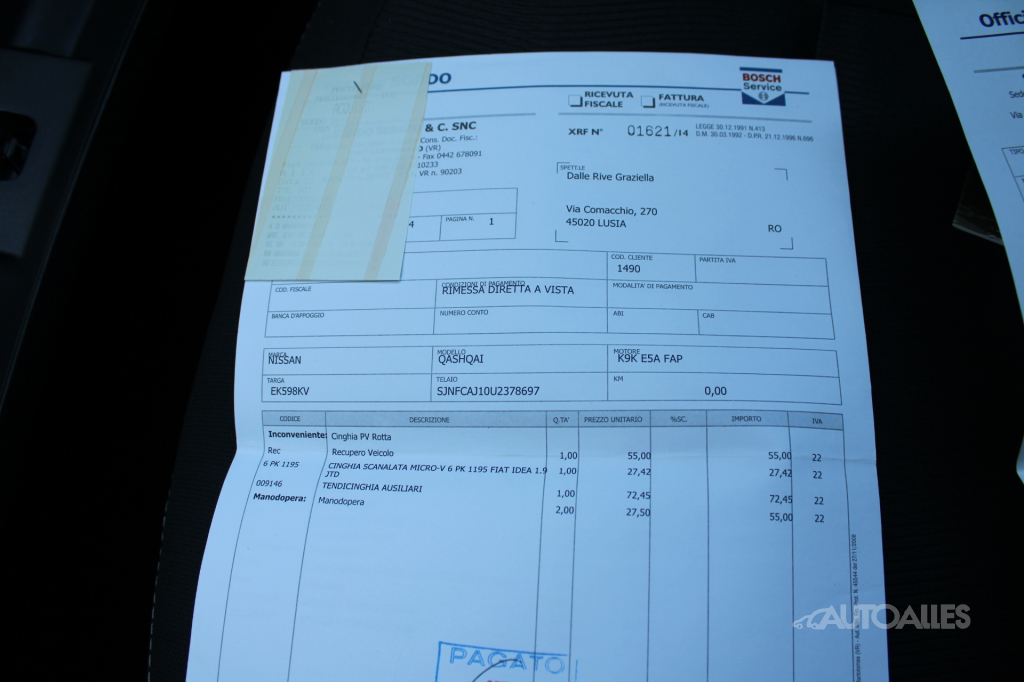 DO
BOSCH
Service
RICEVUTA
FISCALE
FATTURA
(RICEVUTA FISCALE)
& C. SNC
Cons. Doc. Fisc.:
(VR)
- Fax 0442 678091
10233
VR n. 90203
XRF N° 01621/14
LEGGE 30.12.1991 N.413
D.M. 30.03.1992 - D.P.R. 21.12.1996 N.696
SPETT.LE
Dalle Rive Graziella
Via Comacchio, 270
45020 LUSIA
RO
4
PAGINA N.
1
COD. CLIENTE
1490
PARTITA IVA
COD. FISCALE
CONDIZIONI DI PAGAMENTO
RIMESSA DIRETTA A VISTA
MODALITA' DI PAGAMENTO
BANCA D'APPOGGIO
NUMERO CONTO
ABI
CAB
MARCA
NISSAN
MODELLO
QASHQAI
MOTORE
K9K E5A FAP
TARGA
EK598KV
TELAIO
SJNFCAJ10U2378697
KM
0,00
CODICE DESCRIZIONE Q.TA' PREZZO UNITARIO %SC. IMPORTO IVA
Inconveniente: Cinghia PV Rotta
Rec Recupero Veicolo 1,00 55,00 55,00 22
6 PK 1195 CINGHIA SCANALATA MICRO-V 6 PK 1195 FIAT IDEA 1.9 JTD 1,00 27,42 27,42 22
009146 TENDICINGHIA AUSILIARI 1,00 72,45 72,45 22
Manodopera: Manodopera 2,00 27,50 55,00 22
PAGATO
AUTOALLES
Offici
Sed
Via